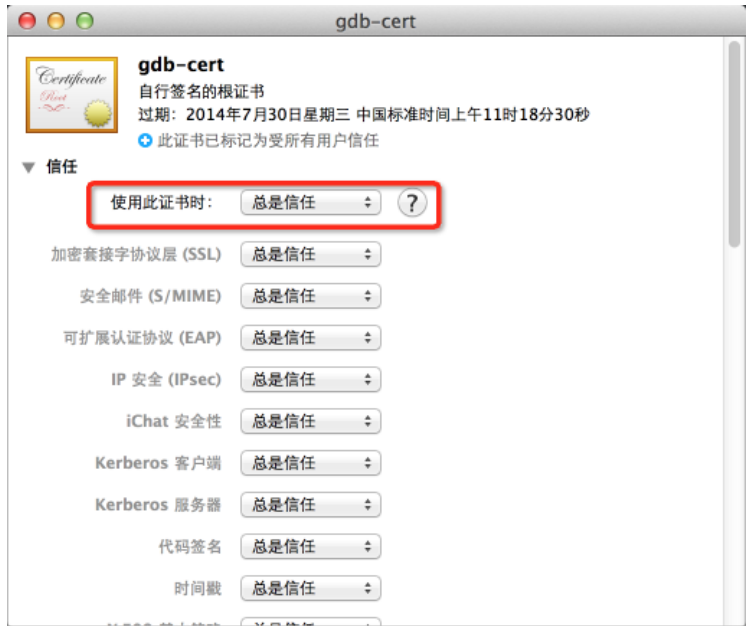 gdb-cert
Certificate
Root
gdb-cert
自行签名的根证书
过期：2014年7月30日星期三 中国标准时间上午11时18分30秒
此证书已标记为受所有用户信任
信任
使用此证书时： 总是信任 ?
加密套接字协议层 (SSL) 总是信任
安全邮件 (S/MIME) 总是信任
可扩展认证协议 (EAP) 总是信任
IP 安全 (IPsec) 总是信任
iChat 安全性 总是信任
Kerberos 客户端 总是信任
Kerberos 服务器 总是信任
代码签名 总是信任
时间戳 总是信任